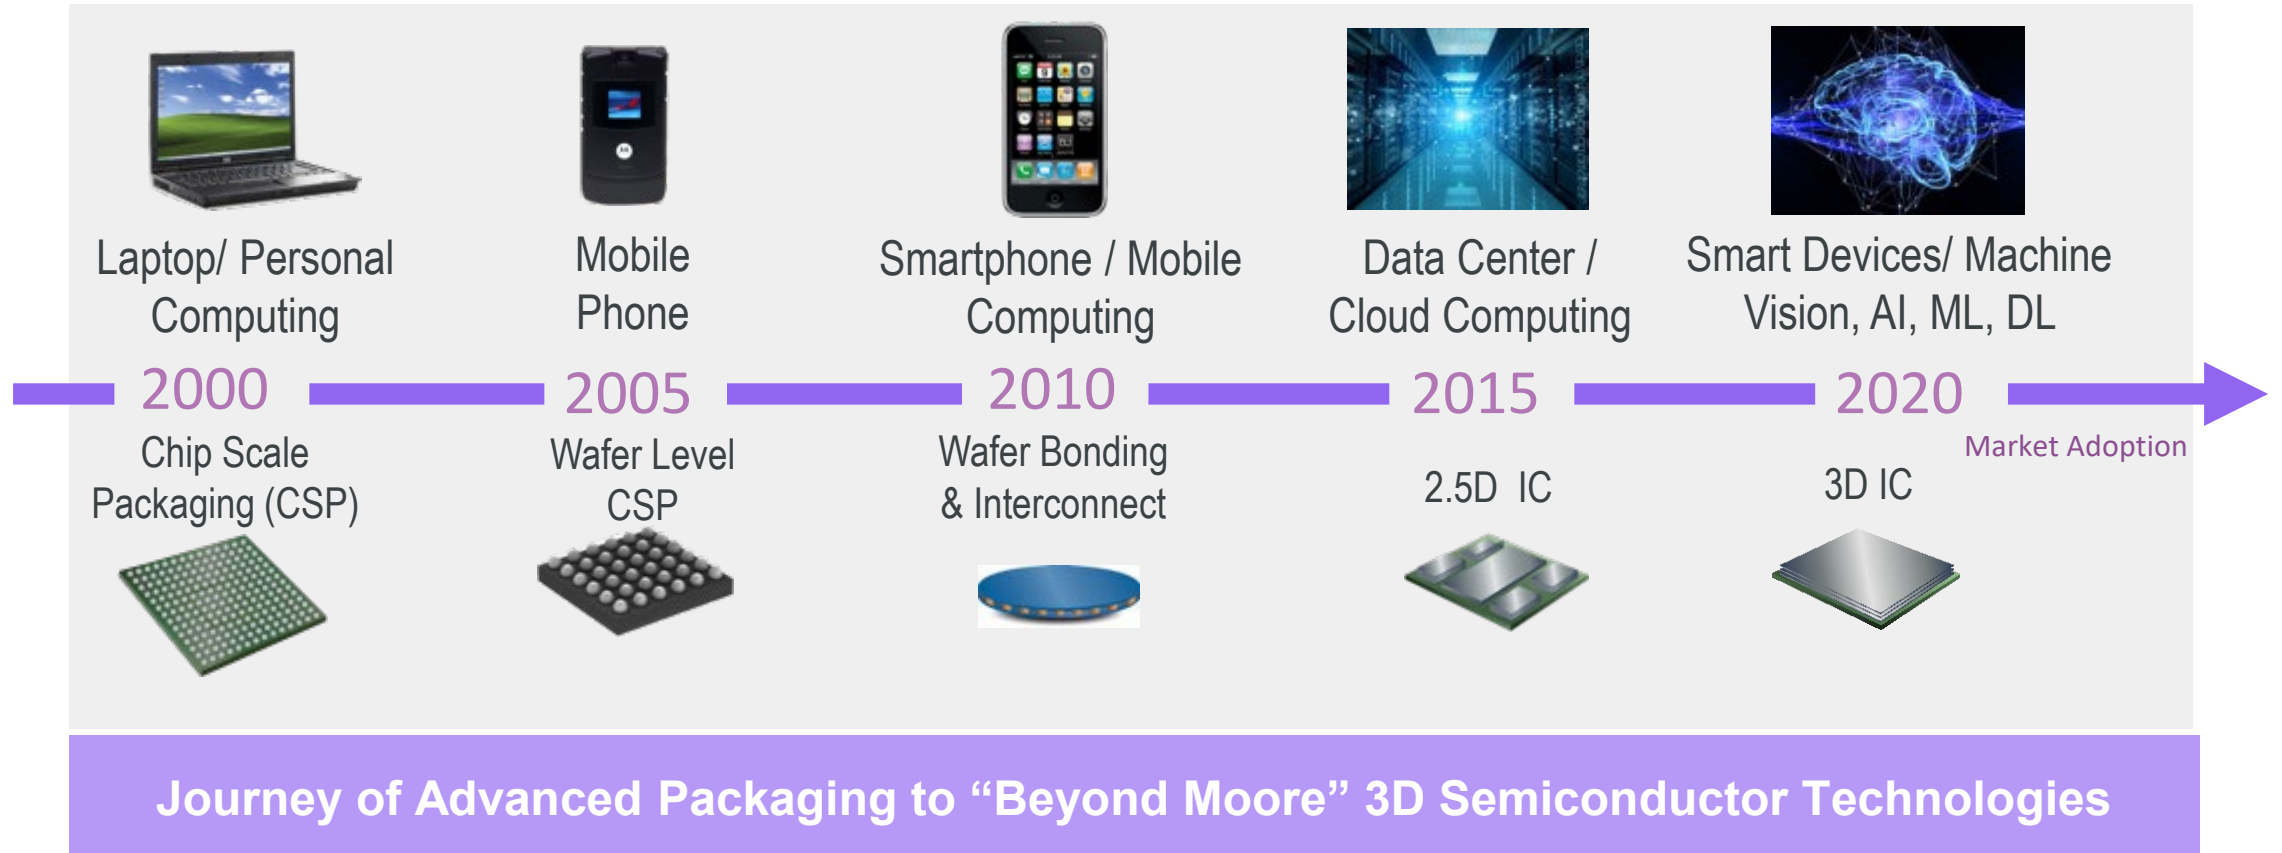 Laptop/ Personal
Computing
Mobile
Phone
Smartphone / Mobile
Computing
Data Center /
Cloud Computing
Smart Devices/ Machine
Vision, AI, ML, DL
2000
2005
2010
2015
2020
Market Adoption
Chip Scale
Packaging (CSP)
Wafer Level
CSP
Wafer Bonding
& Interconnect
2.5D IC
3D IC
Journey of Advanced Packaging to “Beyond Moore” 3D Semiconductor Technologies